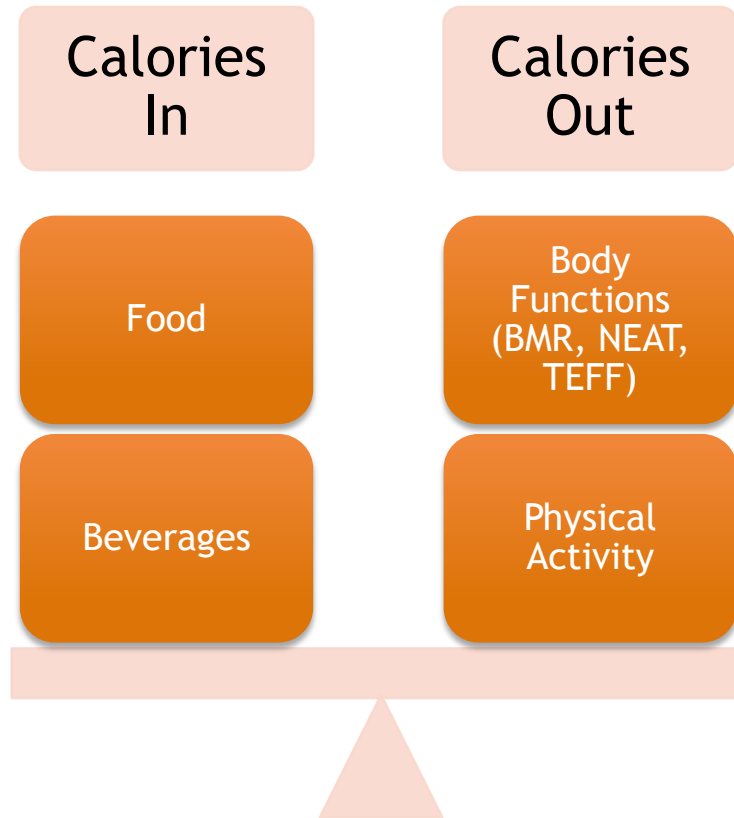 Calories
In
Calories
Out
Food
Body
Functions
(BMR, NEAT,
TEFF)
Beverages
Physical
Activity